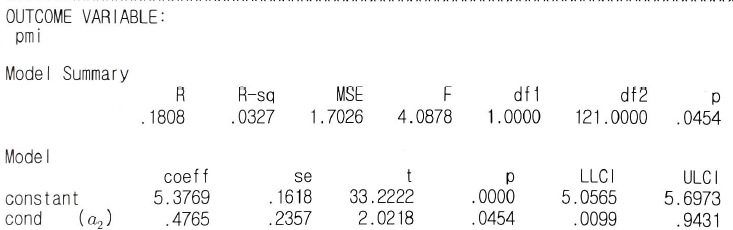 OUTCOME VARIABLE:
pmi
Model Summary
R R-sq MSE F df1 df2 p
.1808 .0327 1.7026 4.0878 1.0000 121.0000 .0454
Model
coeff se t p LLCI ULCI
constant 5.3769 .1618 33.2222 .0000 5.0565 5.6973
cond (a₂) .4765 .2357 2.0218 .0454 .0099 .9431